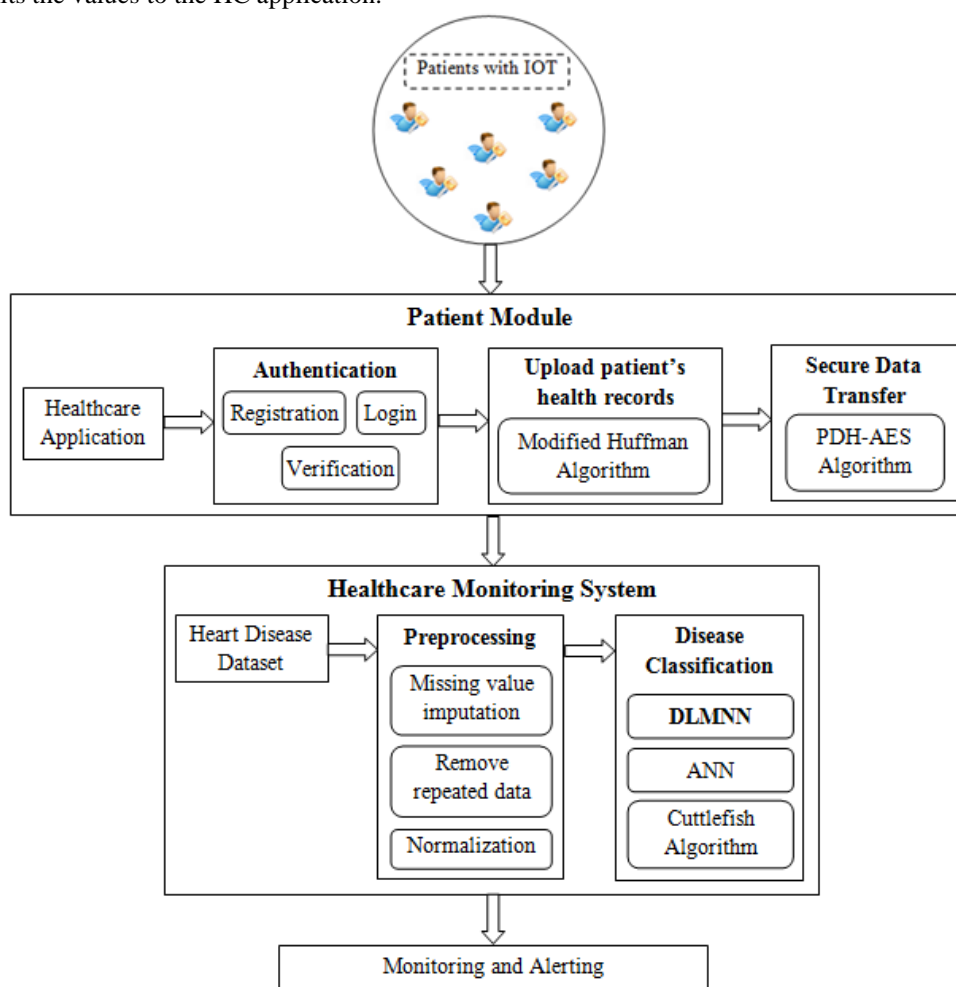 its the values to the HC application.
Patients with IOT
Patient Module
Healthcare
Application
Authentication
Registration
Login
Verification
Upload patient's
health records
Modified Huffman
Algorithm
Secure Data
Transfer
PDH-AES
Algorithm
Healthcare Monitoring System
Heart Disease
Dataset
Preprocessing
Missing value
imputation
Remove
repeated data
Normalization
Disease
Classification
DLMNN
ANN
Cuttlefish
Algorithm
Monitoring and Alerting